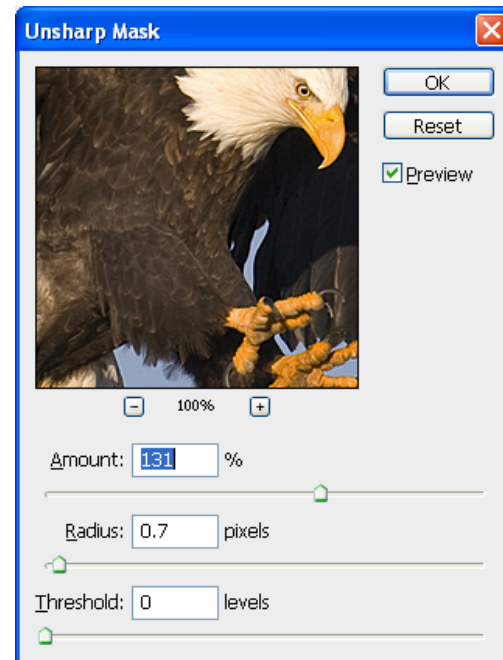 Unsharp Mask
OK
Reset
Preview
100%
Amount: 131 %
Radius: 0.7 pixels
Threshold: 0 levels